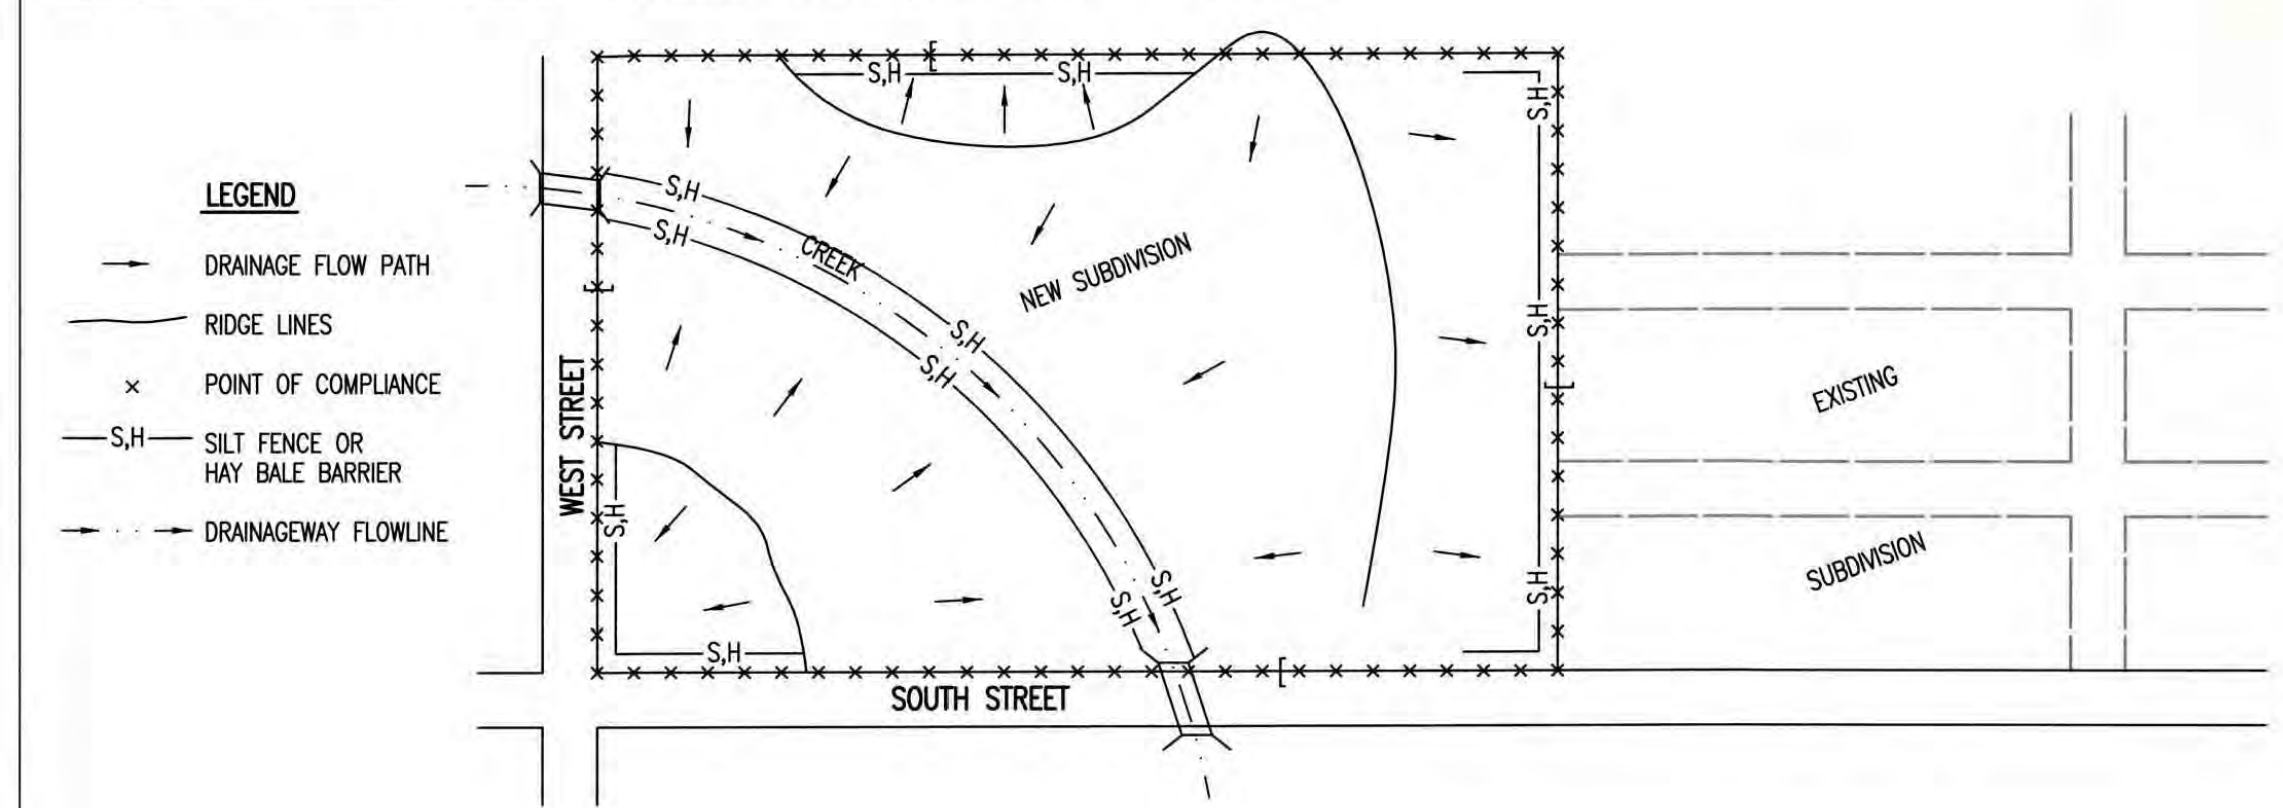 LEGEND
DRAINAGE FLOW PATH
RIDGE LINES
× POINT OF COMPLIANCE
S,H SILT FENCE OR
HAY BALE BARRIER
DRAINAGEWAY FLOWLINE
S,H
S,H
S,H
S,H
S,H
CREEK
NEW SUBDIVISION
S,H
S,H
S,H
WEST STREET
EXISTING
S,H
SUBDIVISION
S,H
S,H
S,H
S,H
SOUTH STREET